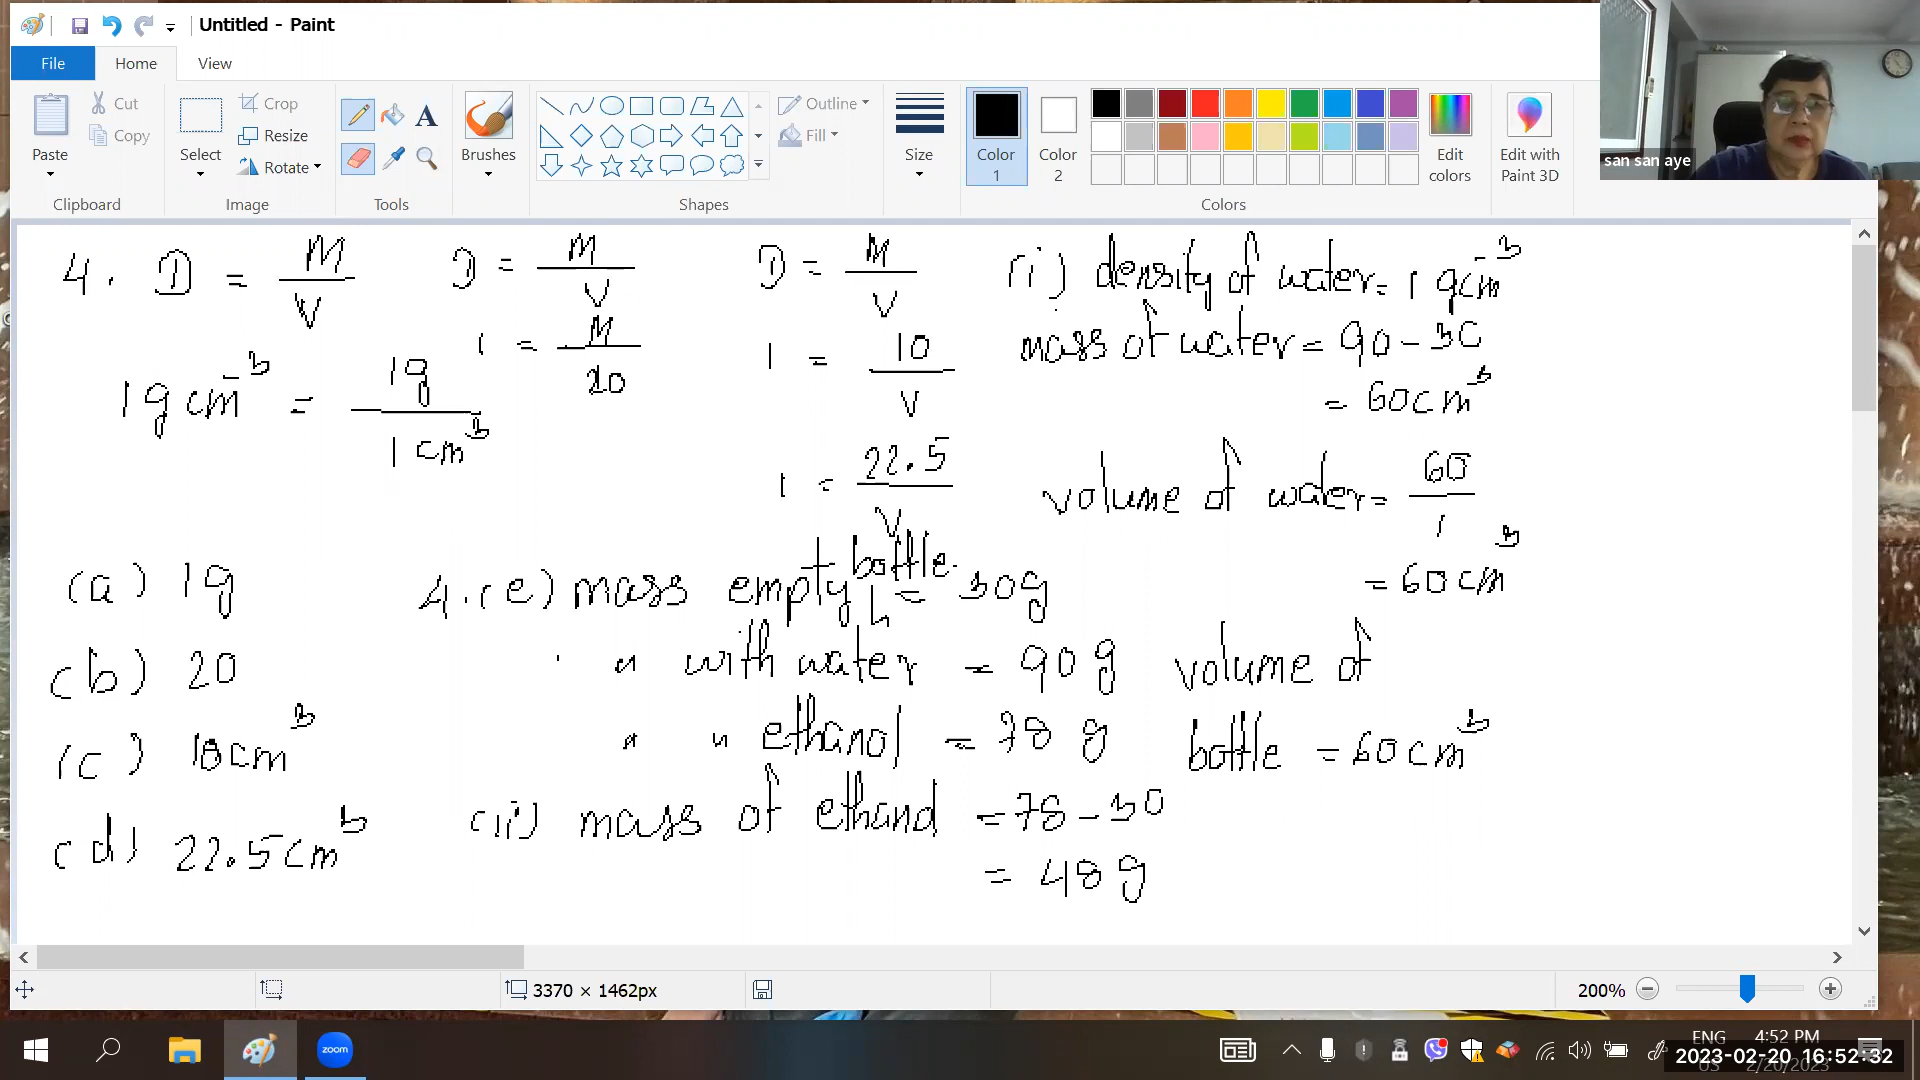 Untitled - Paint
File Home View
Cut
Copy
Paste
Clipboard
Select
Crop
Resize
Rotate
Image
Tools
Brushes
Shapes
Outline
Fill
Size
Color 1
Color 2
Edit colors
Edit with Paint 3D
Colors
san san aye
4. D = M/V
1 g cm⁻³ = 1g / 1 cm³
D = M/V
1 = M/20
D = M/V
1 = 10/V
1 = 22.5/V
(i) density of water = 1 gcm⁻³
mass of water = 90 - 30
= 60cm³
volume of water = 60/1
= 60 cm³
volume of
bottle = 60 cm³
(a) 1g
(b) 20
(c) 10cm³
(d) 22.5cm³
4.(e) mass empty bottle = 30g
" with water = 90 g
" " ethanol = 78 g
(ii) mass of ethanol = 78 - 30
= 48 g
3370 × 1462px
200%
zoom
ENG
US
4:52 PM
2/20/2023
2023-02-20 16:52:32